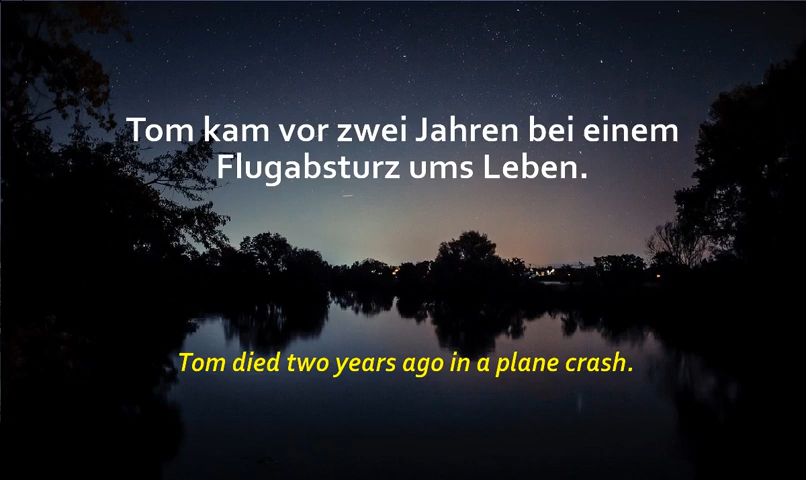 Tom kam vor zwei Jahren bei einem
Flugabsturz ums Leben.
Tom died two years ago in a plane crash.